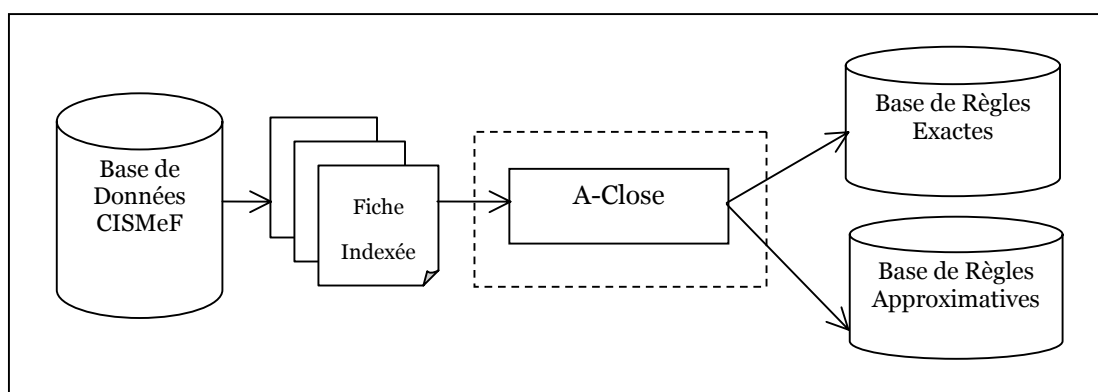 Base de
Données
CISMeF
Fiche
Indexée
A-Close
Base de Règles
Exactes
Base de Règles
Approximatives